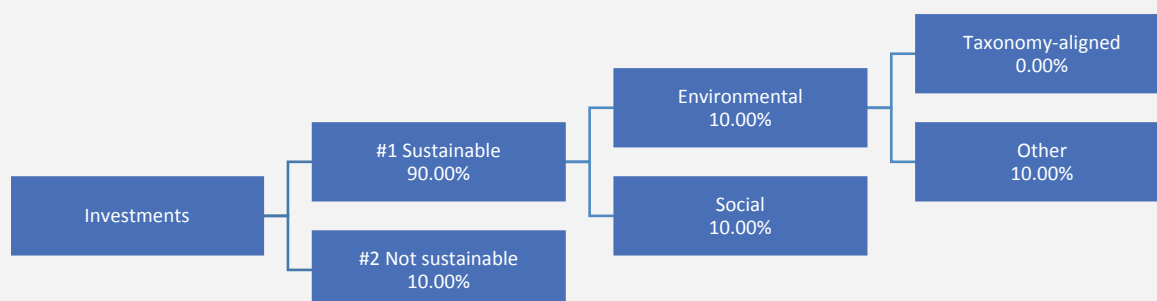 Investments
#1 Sustainable
90.00%
#2 Not sustainable
10.00%
Environmental
10.00%
Social
10.00%
Taxonomy-aligned
0.00%
Other
10.00%